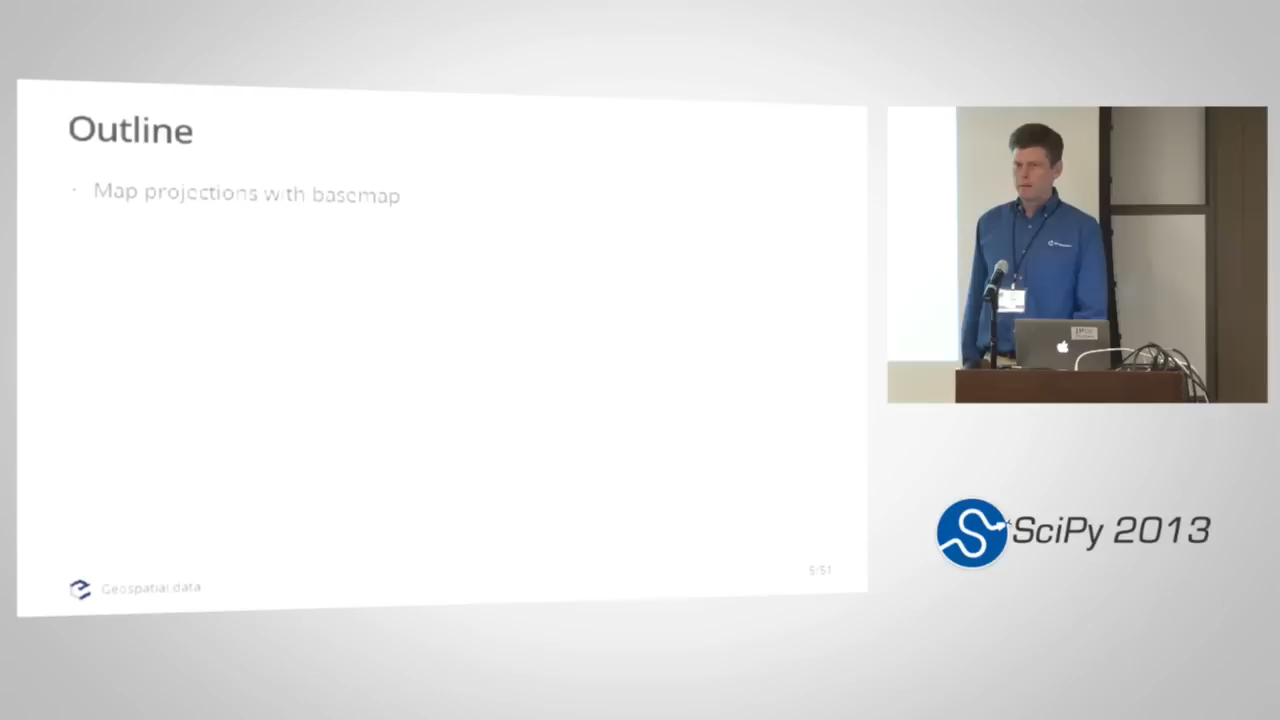 Outline
· Map projections with basemap
5/51
Geospatial data
SciPy 2013